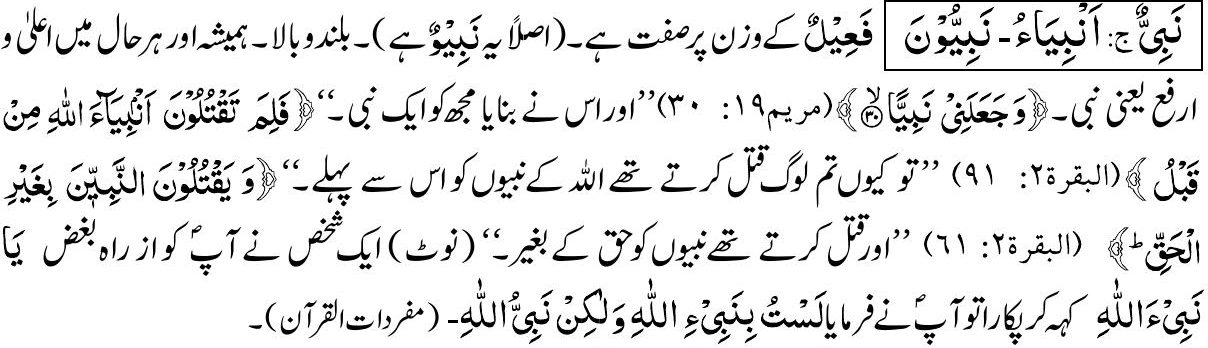 نَبِىٌّ ج: اَنْبِيَاءُ۔ نَبِيُّوْنَ فَعِيْلٌ کے وزن پر صفت ہے۔ (اصلاً یہ نَبِيْوٌ ہے)۔ بلند و بالا۔ ہمیشہ اور ہر حال میں اعلیٰ و
ارفع یعنی نبی۔ ﴿وَ جَعَلَنِىْ نَبِيًّا ۙ۳۰﴾ (مریم۱۹: ۳۰) ’’اور اس نے بنایا مجھ کو ایک نبی۔‘‘ ﴿فَلِمَ تَقْتُلُوْنَ اَنْۢبِيَآءَ اللّٰهِ مِنْ
قَبْلُ﴾ (البقرة۲: ۹۱) ’’تو کیوں تم لوگ قتل کرتے تھے اللہ کے نبیوں کو اس سے پہلے۔‘‘ ﴿وَ يَقْتُلُوْنَ النَّبِيّٖنَ بِغَيْرِ
الْحَقِّ ؕ﴾ (البقرة۲: ۶۱) ’’اور قتل کرتے تھے نبیوں کو حق کے بغیر۔‘‘ (نوٹ) ایک شخص نے آپؐ کو از راہ بغض يَا
نَبِىْءَ اللّٰهِ کہہ کر پکارا تو آپؐ نے فرمایا لَسْتُ بِنَبِىْءِ اللّٰهِ وَلٰكِنْ نَبِىُّ اللّٰهِ۔ (مفردات القرآن)۔